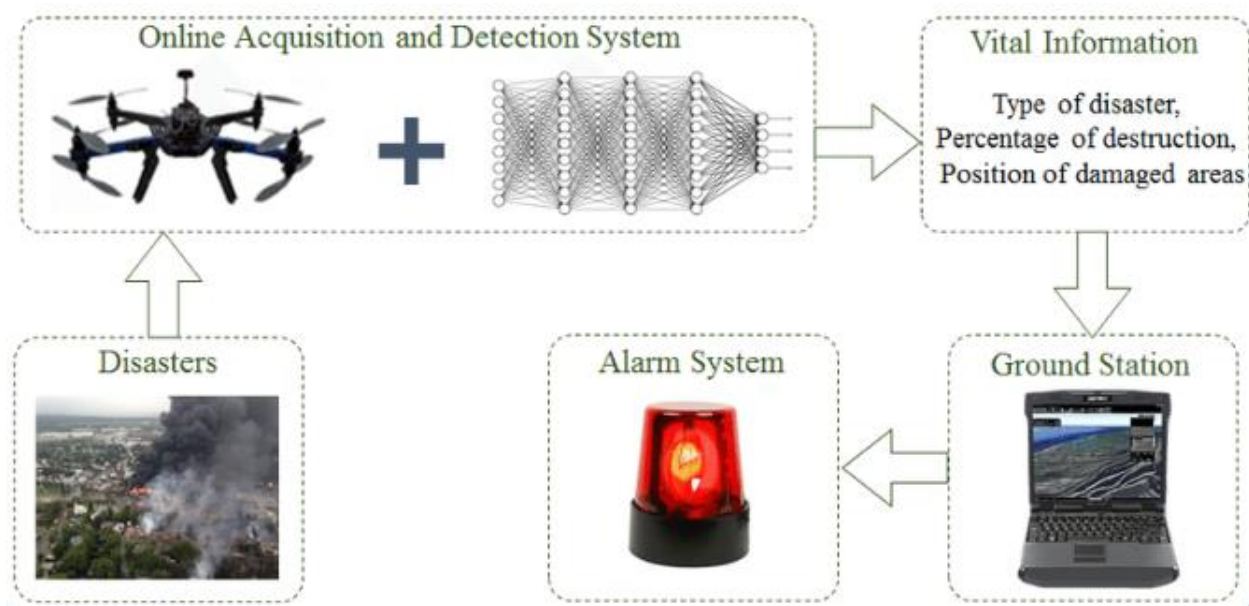 Online Acquisition and Detection System
Vital Information
Type of disaster,
Percentage of destruction,
Position of damaged areas
Disasters
Alarm System
Ground Station